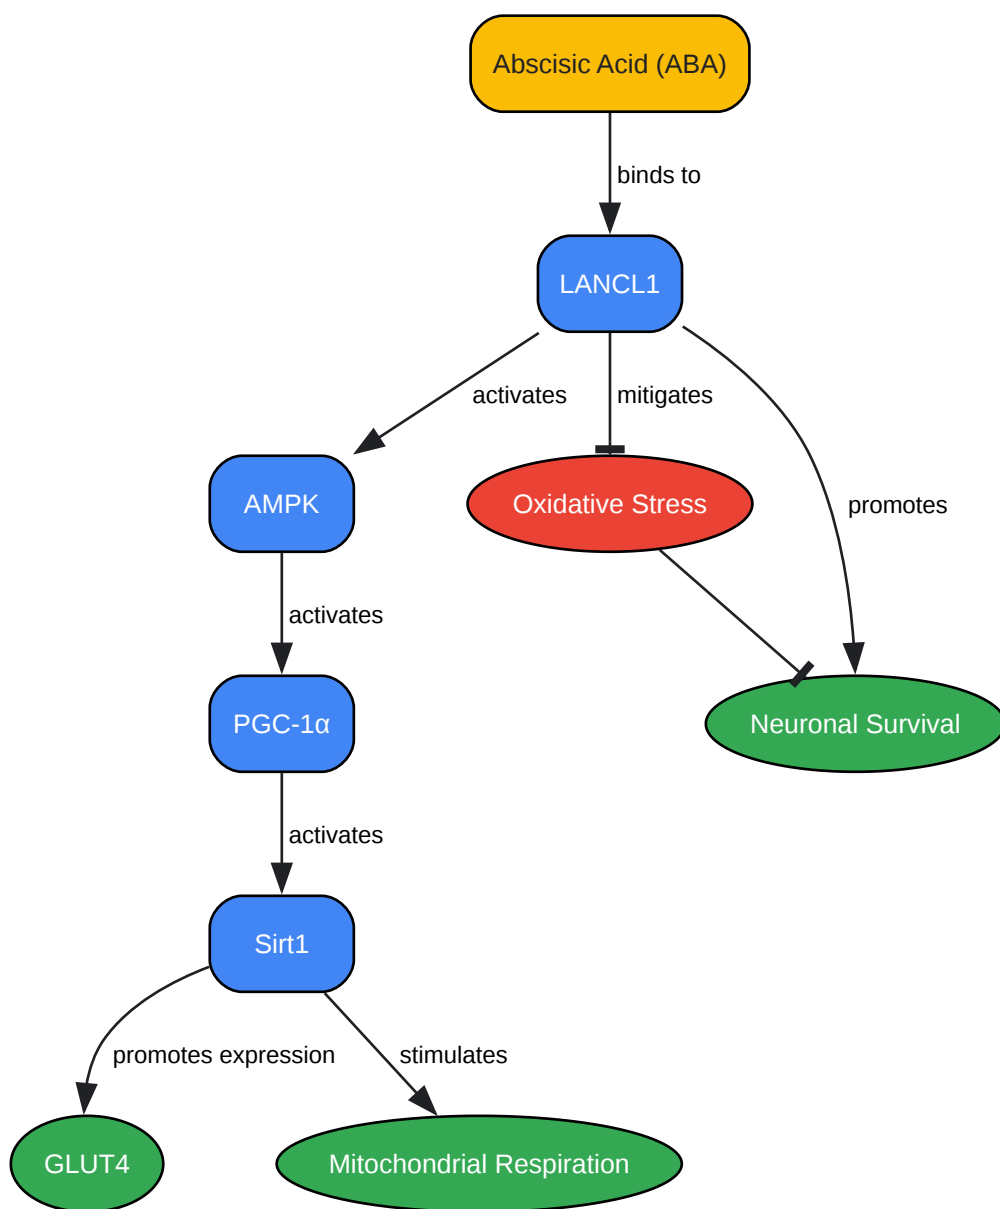 Abscisic Acid (ABA)
binds to
LANCL1
activates
mitigates
AMPK
Oxidative Stress
promotes
activates
PGC-1α
Neuronal Survival
activates
Sirt1
promotes expression
stimulates
GLUT4
Mitochondrial Respiration